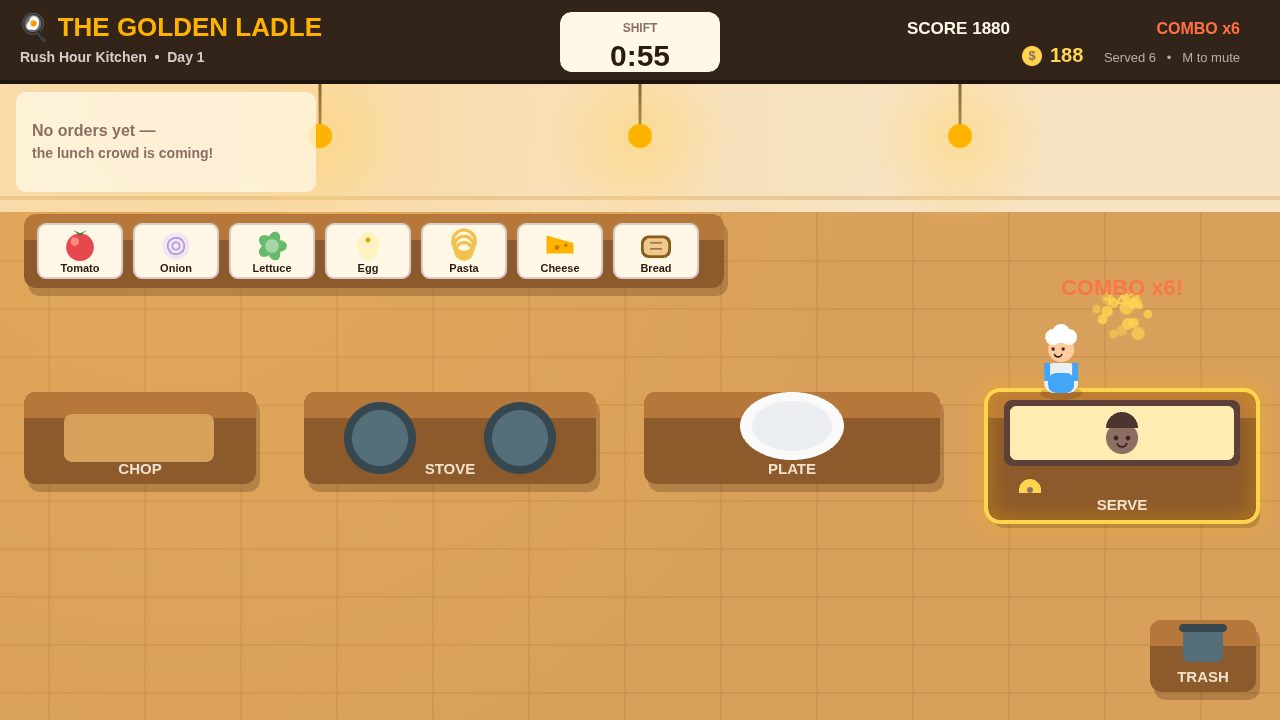 THE GOLDEN LADLE
Rush Hour Kitchen • Day 1
SHIFT
0:55
SCORE 1880
COMBO x6
$ 188
Served 6 • M to mute
No orders yet —
the lunch crowd is coming!
Tomato
Onion
Lettuce
Egg
Pasta
Cheese
Bread
COMBO x6!
CHOP
STOVE
PLATE
SERVE
TRASH